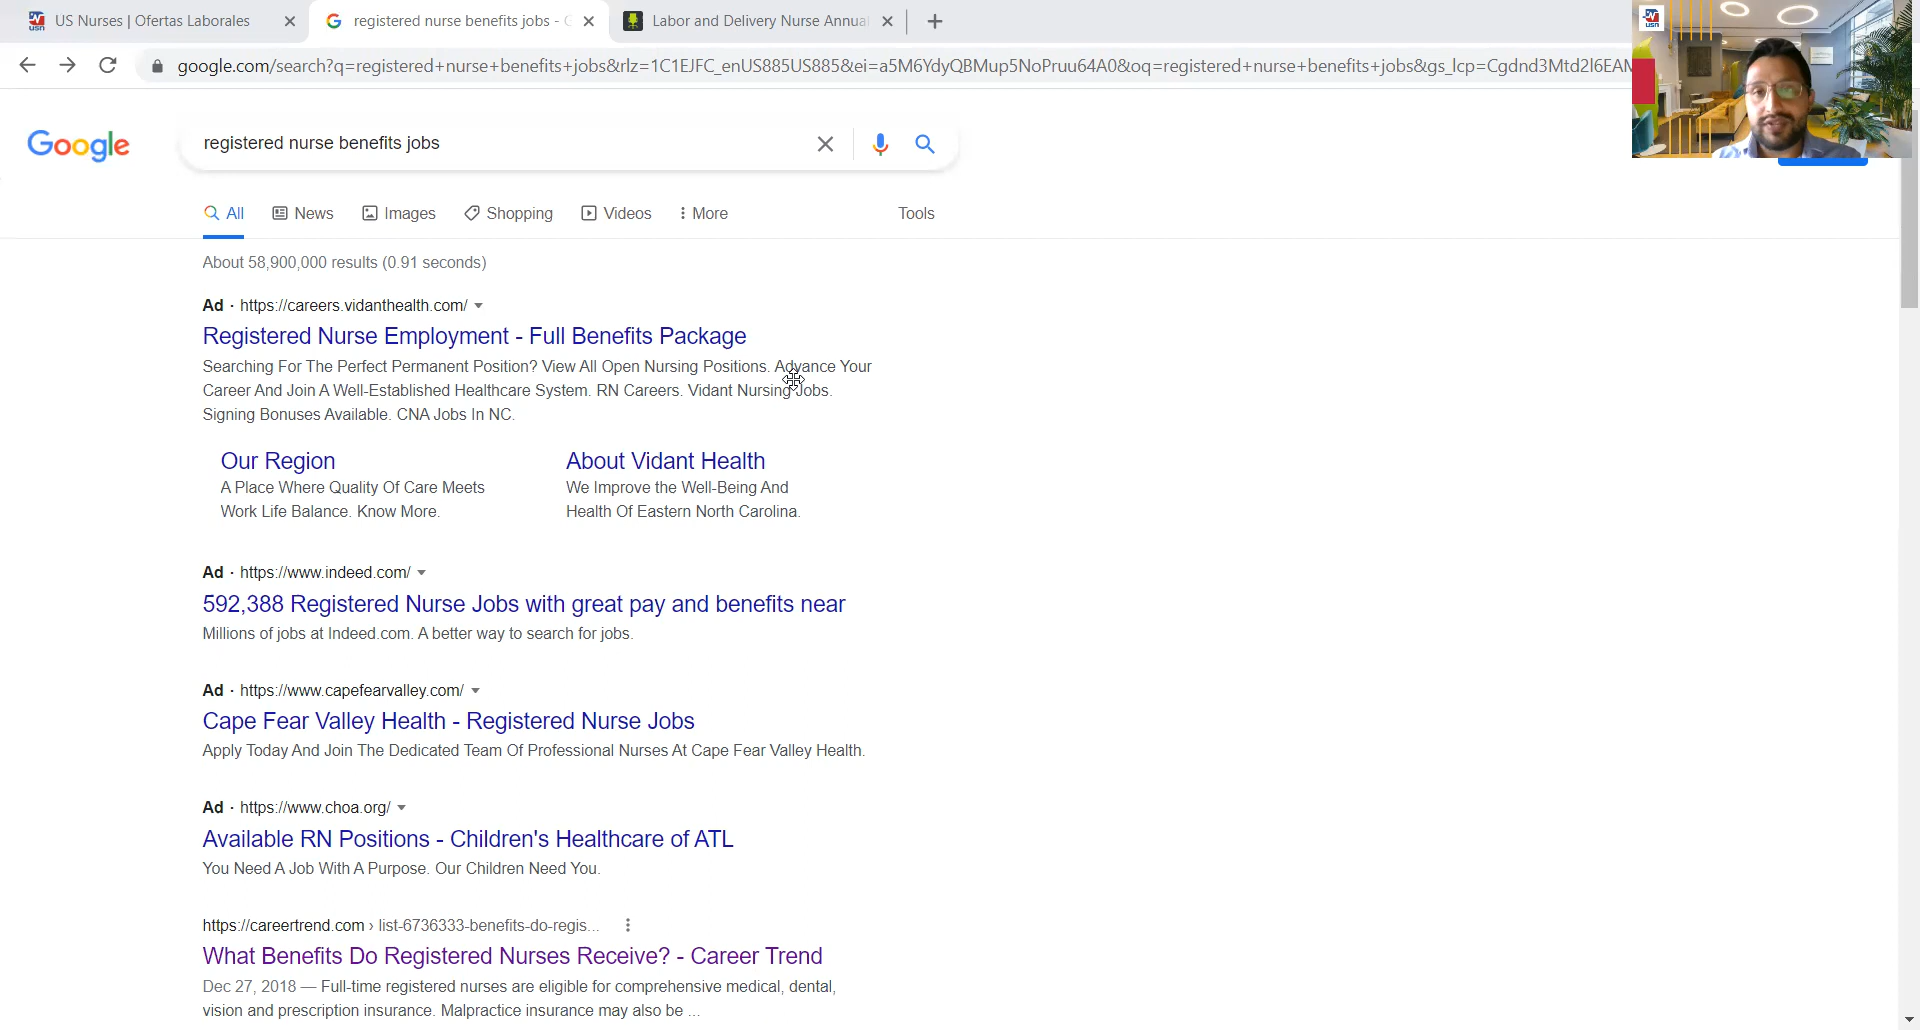 US Nurses | Ofertas Laborales
registered nurse benefits jobs -
Labor and Delivery Nurse Annual
google.com/search?q=registered+nurse+benefits+jobs&rlz=1C1EJFC_enUS885US885&ei=a5M6YdyQBMup5NoPruu64A0&oq=registered+nurse+benefits+jobs&gs_lcp=Cgdnd3Mtd2l6EAM
usn
Google
registered nurse benefits jobs
All
News
Images
Shopping
Videos
More
Tools
About 58,900,000 results (0.91 seconds)
Ad · https://careers.vidanthealth.com/
Registered Nurse Employment - Full Benefits Package
Searching For The Perfect Permanent Position? View All Open Nursing Positions. Advance Your
Career And Join A Well-Established Healthcare System. RN Careers. Vidant Nursing Jobs.
Signing Bonuses Available. CNA Jobs In NC.
Our Region
A Place Where Quality Of Care Meets
Work Life Balance. Know More.
About Vidant Health
We Improve the Well-Being And
Health Of Eastern North Carolina.
Ad · https://www.indeed.com/
592,388 Registered Nurse Jobs with great pay and benefits near
Millions of jobs at Indeed.com. A better way to search for jobs.
Ad · https://www.capefearvalley.com/
Cape Fear Valley Health - Registered Nurse Jobs
Apply Today And Join The Dedicated Team Of Professional Nurses At Cape Fear Valley Health.
Ad · https://www.choa.org/
Available RN Positions - Children's Healthcare of ATL
You Need A Job With A Purpose. Our Children Need You.
https://careertrend.com › list-6736333-benefits-do-regis...
What Benefits Do Registered Nurses Receive? - Career Trend
Dec 27, 2018 — Full-time registered nurses are eligible for comprehensive medical, dental,
vision and prescription insurance. Malpractice insurance may also be ...